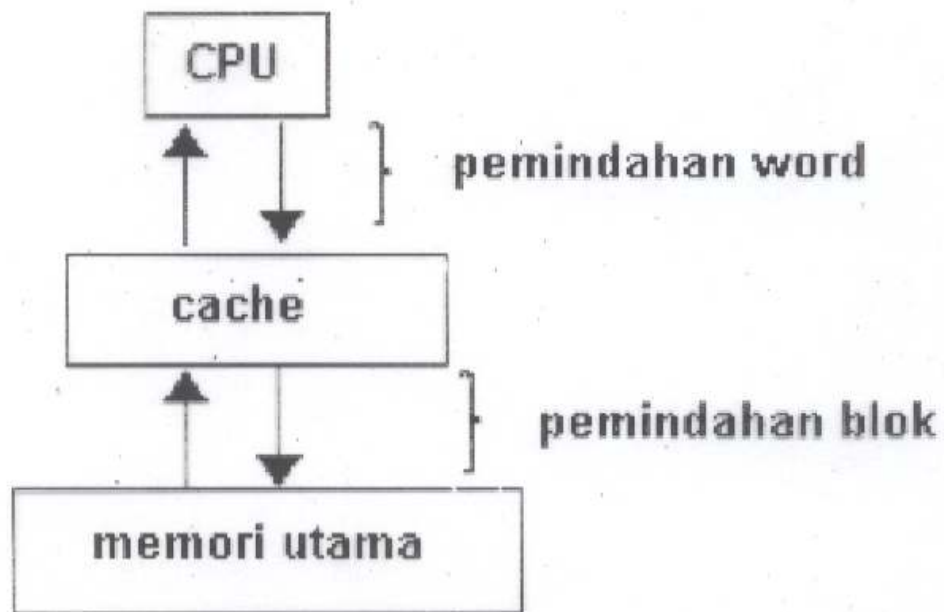 CPU
pemindahan word
cache
pemindahan blok
memori utama